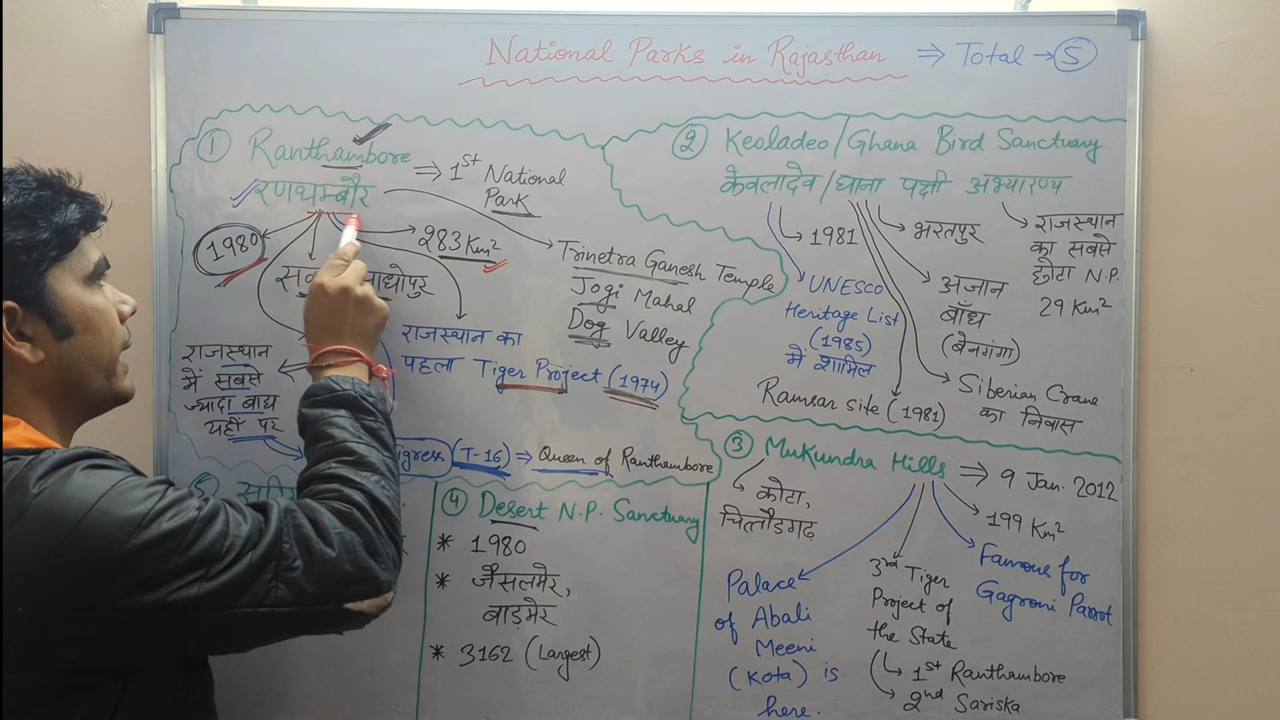 National Parks in Rajasthan ⇒ Total → 5
1 Ranthambore
⇒ 1st National
Park
रणथम्बौर
1980
283 Km²
Trinetra Ganesh Temple
Jogi Mahal
Dog Valley
राजस्थान का
पहला Tiger Project (1974)
राजस्थान
में सबसे
ज्यादा बाघ
यहीं पर
(T-16) ⇒ Queen of Ranthambore
2 Keoladeo/Ghana Bird Sanctuary
केवलादेव/घाना पक्षी अभ्यारण्य
1981
UNESCO
Heritage List
(1985)
में शामिल
Ramsar site (1981)
भरतपुर
अजान
बाँध
(बेनगंगा)
Siberian Crane
का निवास
राजस्थान
का सबसे
छोटा N.P.
29 Km²
3 Mukundra Hills ⇒ 9 Jan. 2012
कोटा,
चित्तौडगढ़
199 Km²
Famous for
Gagroni Parrot
3rd Tiger
Project of
the State
1st Ranthambore
2nd Sariska
Palace
of Abali
Meeni
(Kota) is
here.
4 Desert N.P. Sanctuary
* 1980
* जैसलमेर,
बाड़मेर
* 3162 (Largest)
5